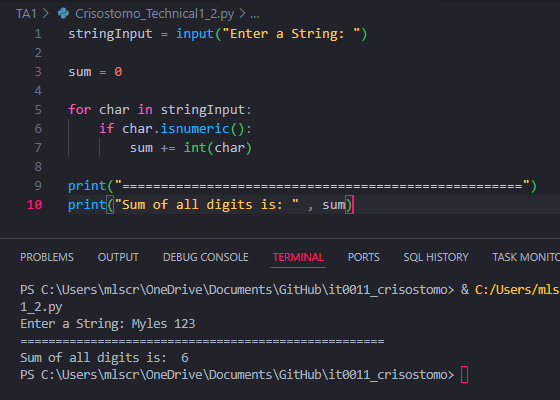 TA1 > Crisostomo_Technical1_2.py > ...
1 stringInput = input("Enter a String: ")
2
3 sum = 0
4
5 for char in stringInput:
6 if char.isnumeric():
7 sum += int(char)
8
9 print("====================================================")
10 print("Sum of all digits is: " , sum)
PROBLEMS OUTPUT DEBUG CONSOLE TERMINAL PORTS SQL HISTORY TASK MONITOR
PS C:\Users\mlscr\OneDrive\Documents\GitHub\it0011_crisostomo> & C:/Users/mls
1_2.py
Enter a String: Myles 123
====================================================
Sum of all digits is:  6
PS C:\Users\mlscr\OneDrive\Documents\GitHub\it0011_crisostomo>